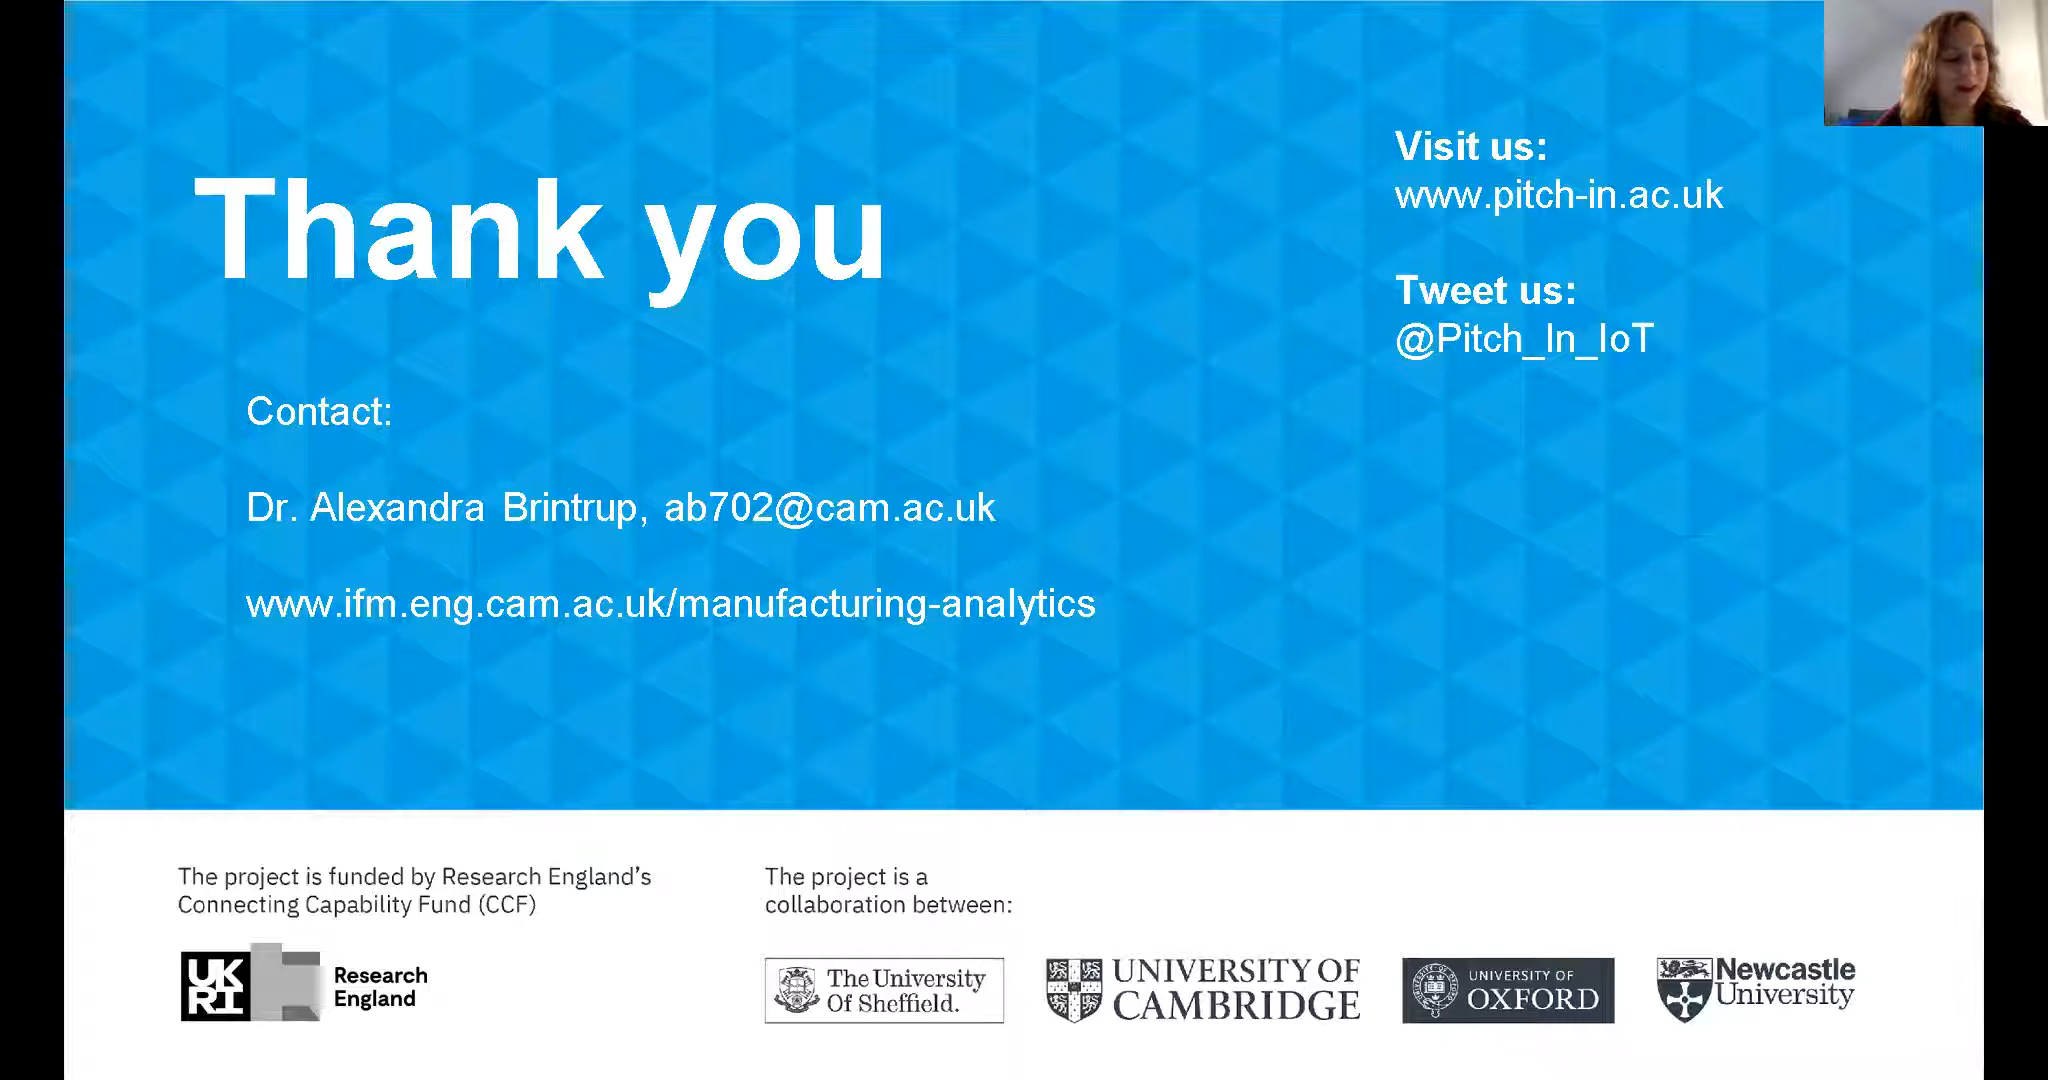 Thank you
Visit us:
www.pitch-in.ac.uk
Tweet us:
@Pitch_In_IoT
Contact:
Dr. Alexandra Brintrup, ab702@cam.ac.uk
www.ifm.eng.cam.ac.uk/manufacturing-analytics
The project is funded by Research England’s
Connecting Capability Fund (CCF)
UK
RI
Research
England
The project is a
collaboration between:
The University
Of Sheffield.
UNIVERSITY OF
CAMBRIDGE
UNIVERSITY OF
OXFORD
Newcastle
University